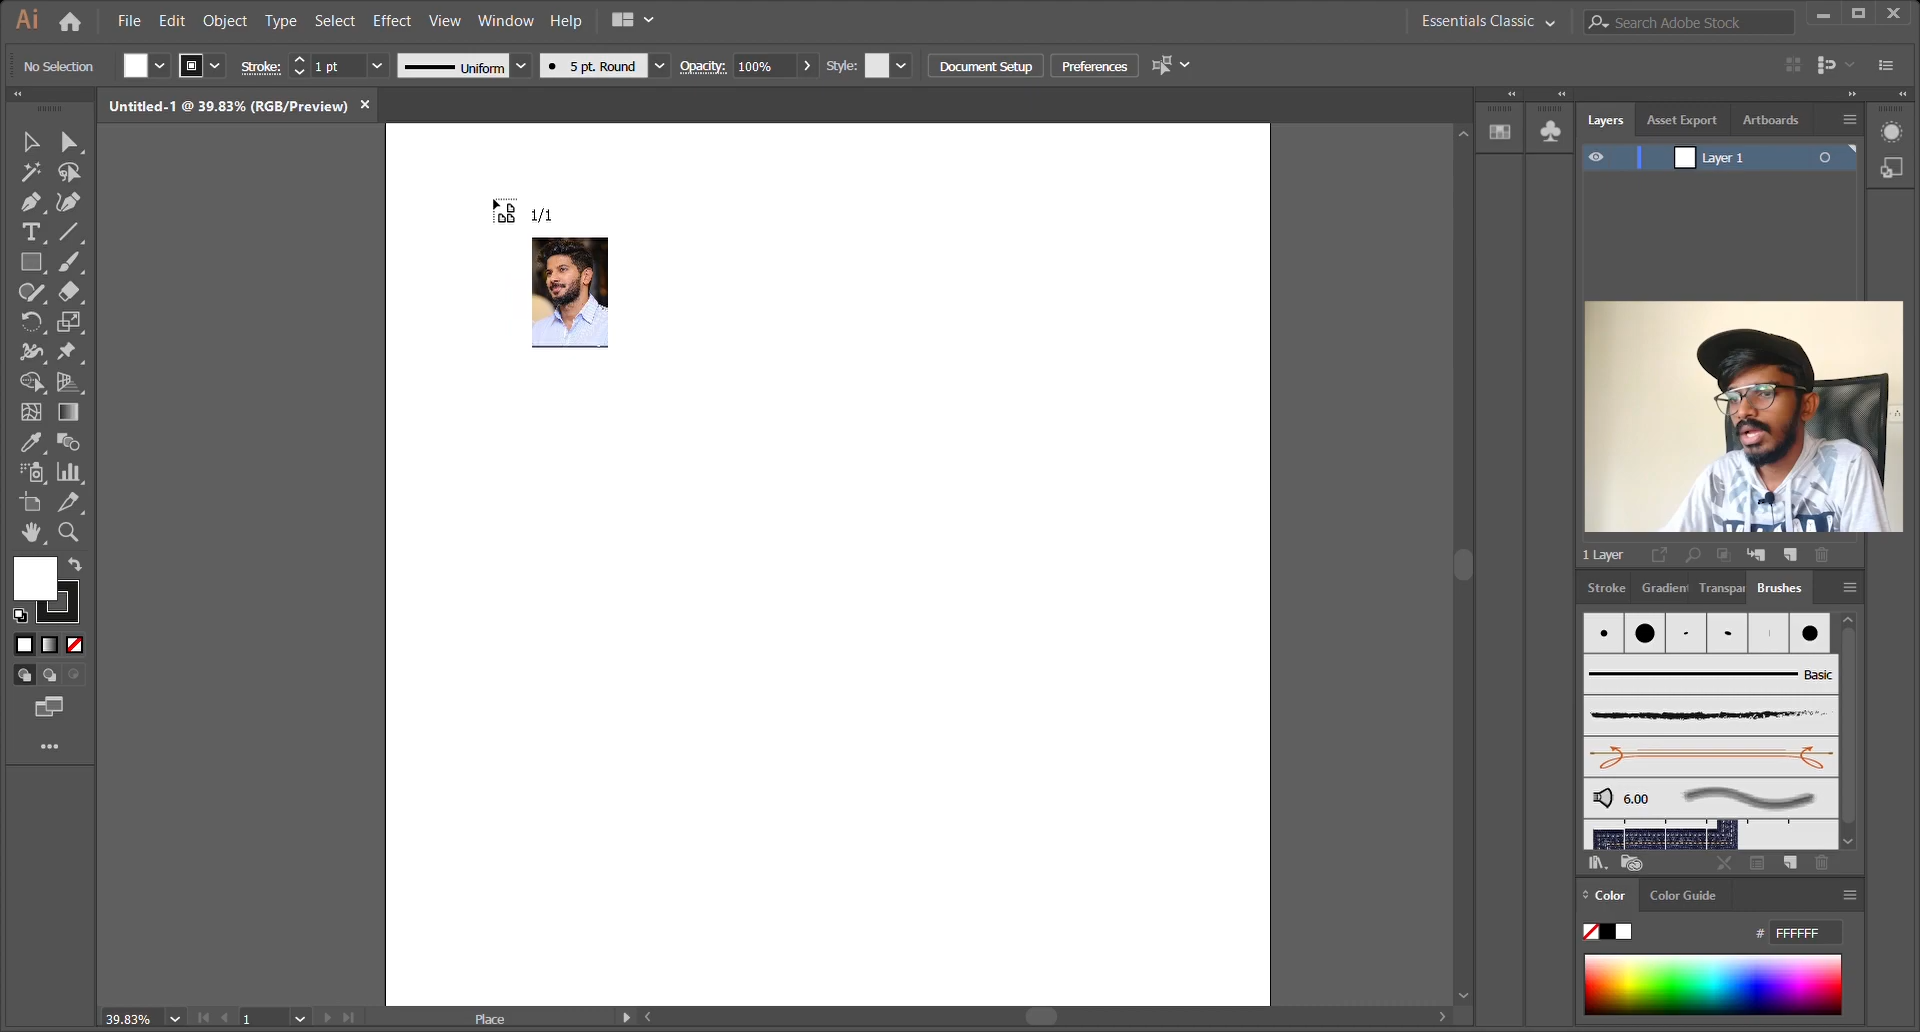 Ai File Edit Object Type Select Effect View Window Help Essentials Classic Search Adobe Stock
No Selection Stroke: 1 pt Uniform 5 pt. Round Opacity: 100% Style: Document Setup Preferences
Untitled-1 @ 39.83% (RGB/Preview) ×
Layers Asset Export Artboards
Layer 1
1/1
1 Layer
Stroke Gradient Transpar Brushes
Basic
6.00
Color Color Guide
# FFFFFF
39.83% 1 Place